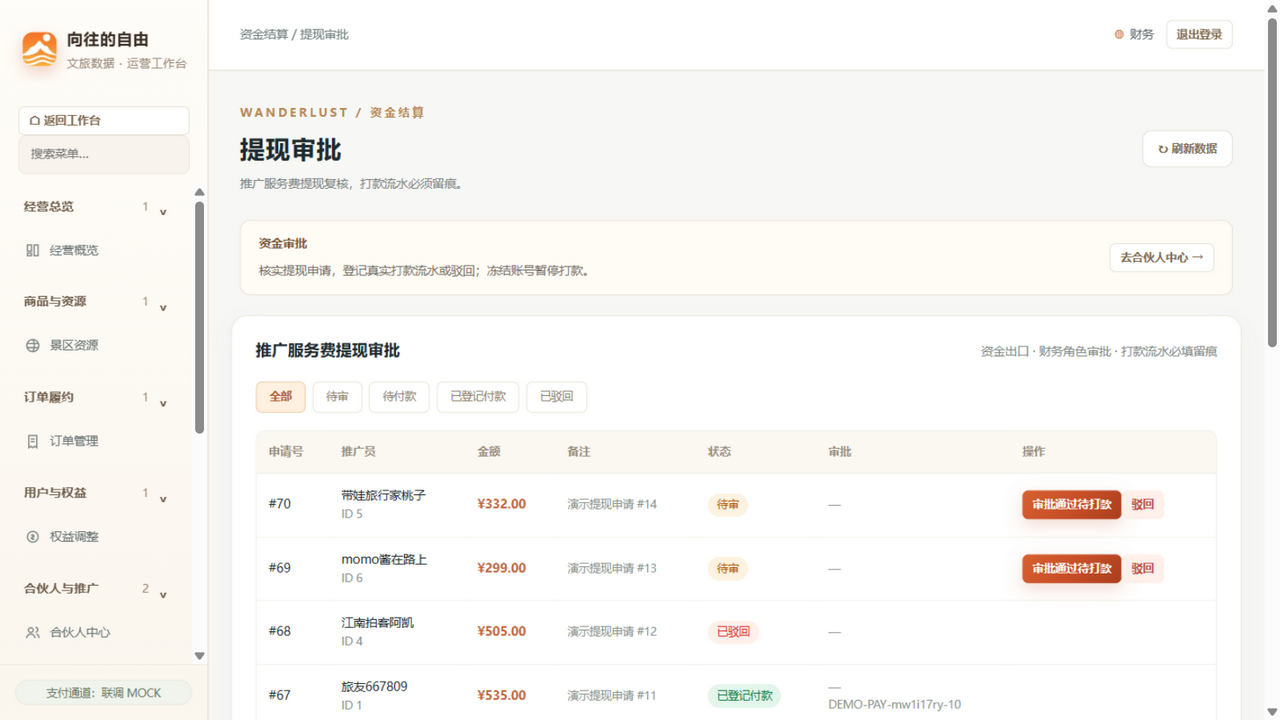 向往的自由
文旅数据 · 运营工作台
返回工作台
搜索菜单...
经营总览 1
经营概览
商品与资源 1
景区资源
订单履约 1
订单管理
用户与权益 1
权益调整
合伙人与推广 2
合伙人中心
支付通道：联调 MOCK
资金结算 / 提现审批
财务 退出登录
WANDERLUST / 资金结算
提现审批
推广服务费提现复核，打款流水必须留痕。
↻ 刷新数据
资金审批
核实提现申请，登记真实打款流水或驳回；冻结账号暂停打款。
去合伙人中心 →
推广服务费提现审批
资金出口 · 财务角色审批 · 打款流水必填留痕
全部 待审 待付款 已登记付款 已驳回
申请号 推广员 金额 备注 状态 审批 操作
#70 带娃旅行家桃子 ¥332.00 演示提现申请 #14 待审 — 审批通过待打款 驳回
ID 5
#69 momo酱在路上 ¥299.00 演示提现申请 #13 待审 — 审批通过待打款 驳回
ID 6
#68 江南拍客阿凯 ¥505.00 演示提现申请 #12 已驳回 —
ID 4
#67 旅友667809 ¥535.00 演示提现申请 #11 已登记付款 —
ID 1 DEMO-PAY-mw1i17ry-10